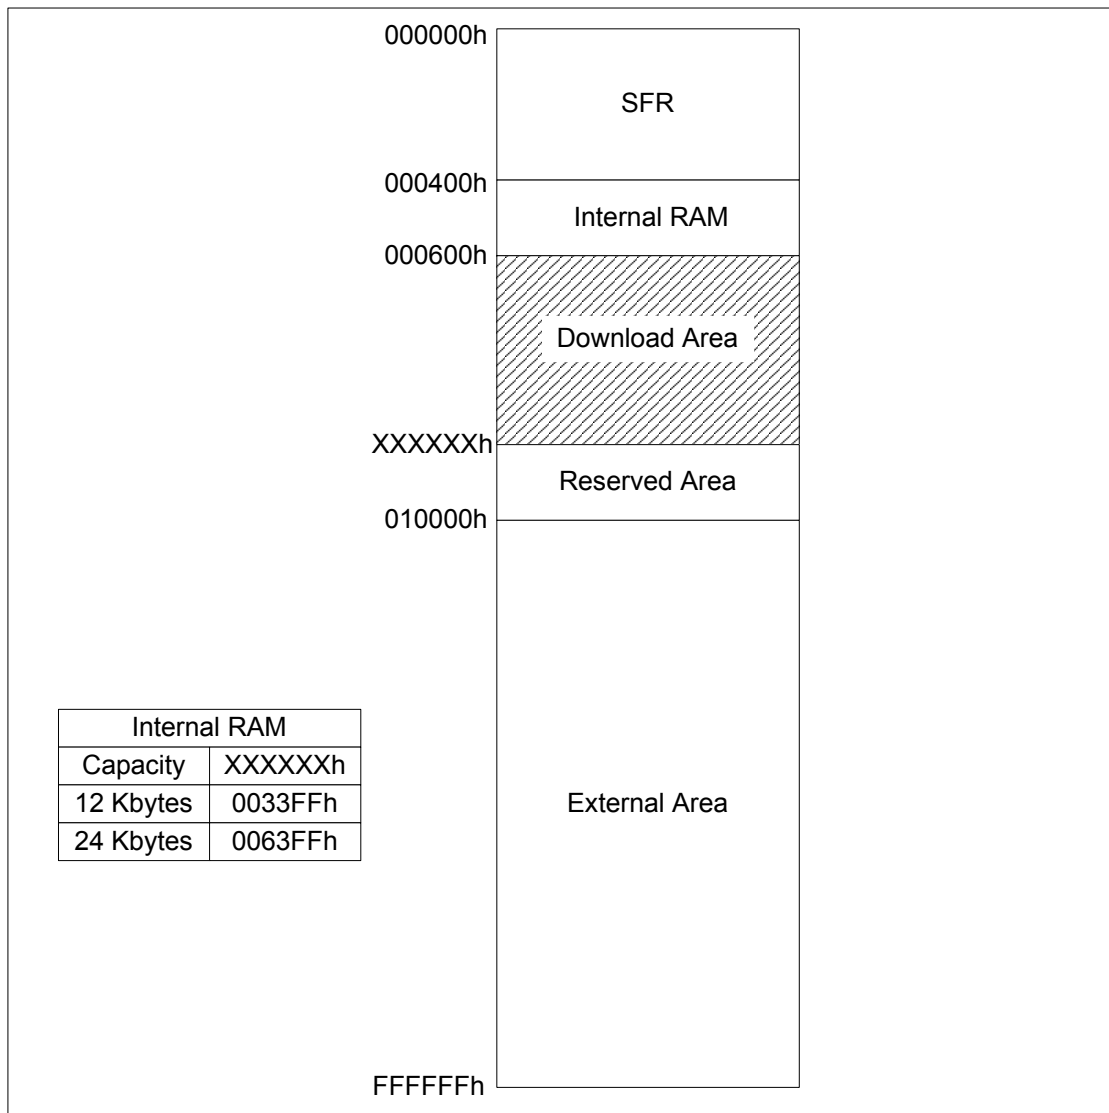 000000h
SFR
000400h
Internal RAM
000600h
Download Area
XXXXXXh
Reserved Area
010000h
Internal RAM
Capacity XXXXXXh
12 Kbytes 0033FFh
24 Kbytes 0063FFh
External Area
FFFFFFh